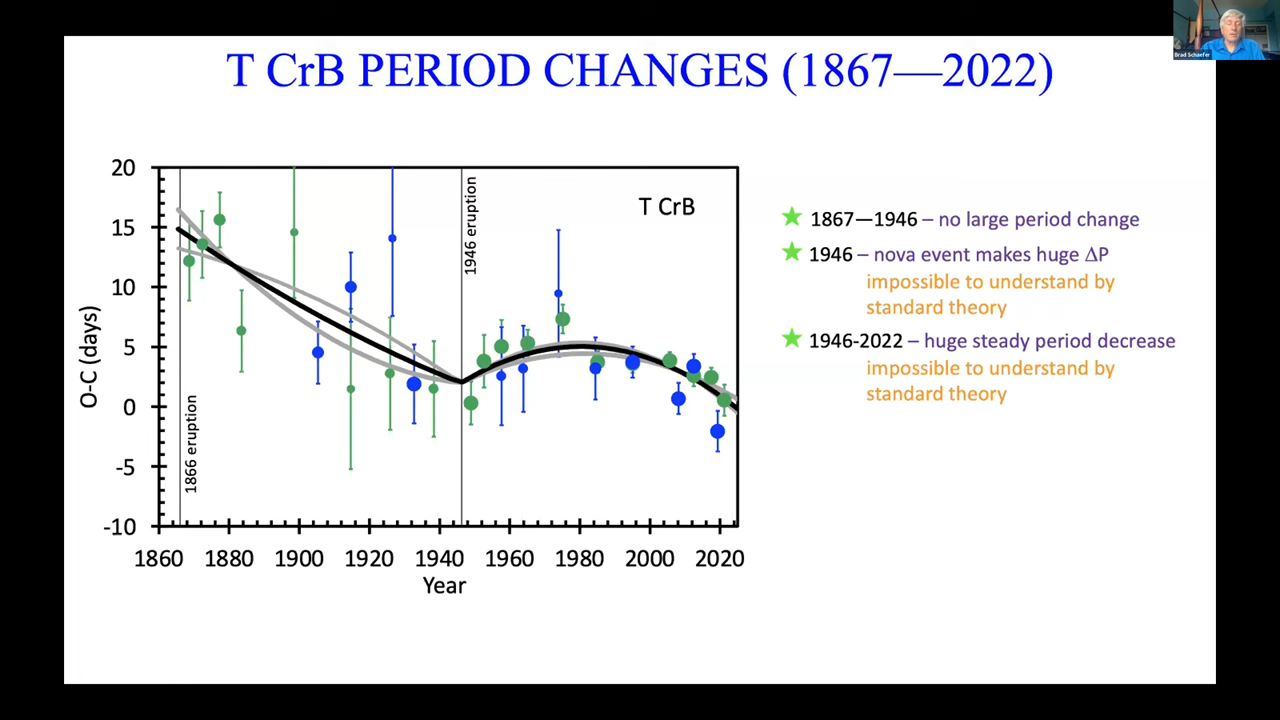 Brad Schaefer
T CrB PERIOD CHANGES (1867—2022)
20
15
10
5
0
-5
-10
O-C (days)
1866 eruption
1946 eruption
T CrB
1860 1880 1900 1920 1940 1960 1980 2000 2020
Year
1867—1946 – no large period change
1946 – nova event makes huge ΔP
impossible to understand by
standard theory
1946-2022 – huge steady period decrease
impossible to understand by
standard theory